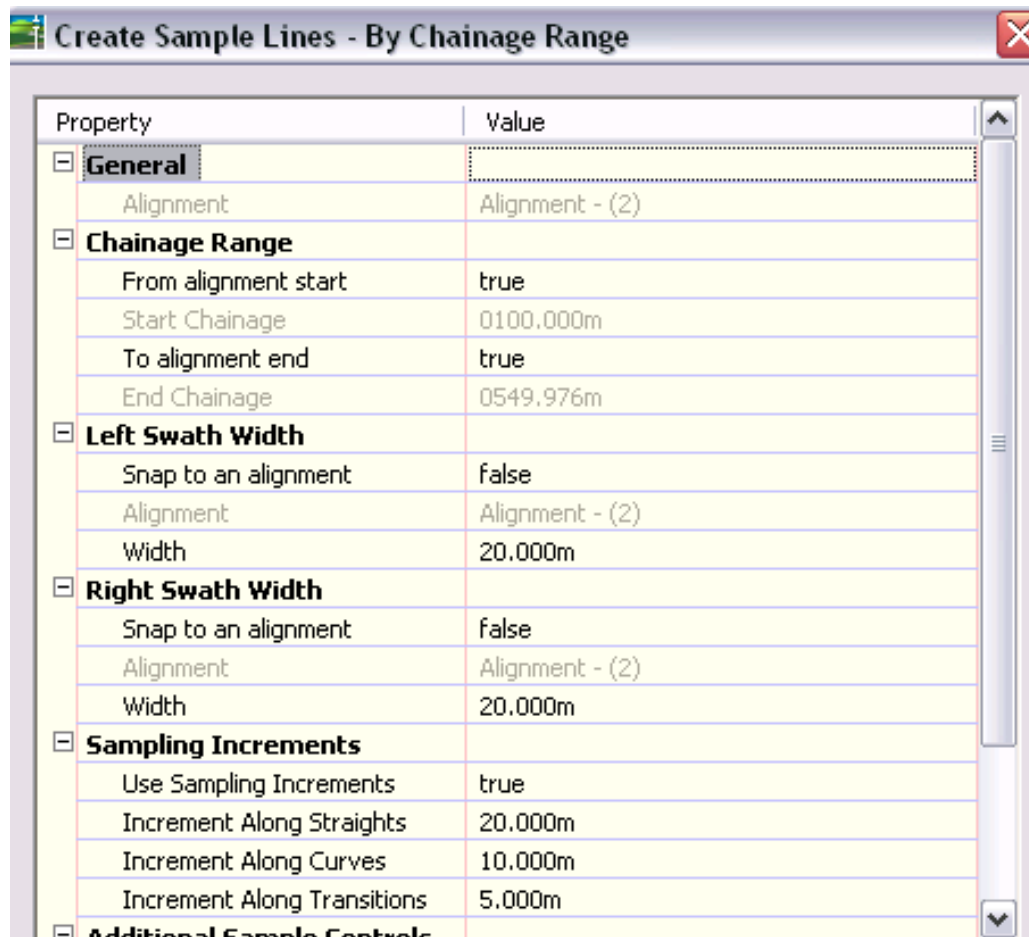 Create Sample Lines - By Chainage Range
Property Value
General
Alignment Alignment - (2)
Chainage Range
From alignment start true
Start Chainage 0100.000m
To alignment end true
End Chainage 0549.976m
Left Swath Width
Snap to an alignment false
Alignment Alignment - (2)
Width 20.000m
Right Swath Width
Snap to an alignment false
Alignment Alignment - (2)
Width 20.000m
Sampling Increments
Use Sampling Increments true
Increment Along Straights 20.000m
Increment Along Curves 10.000m
Increment Along Transitions 5.000m
Additional Sample Controls